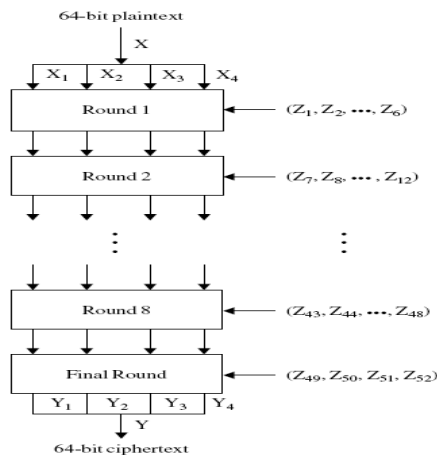 64-bit plaintext
X
X₁ X₂ X₃ X₄
Round 1 (Z₁, Z₂, •••, Z₆)
Round 2 (Z₇, Z₈, •••, Z₁₂)
Round 8 (Z₄₃, Z₄₄, •••, Z₄₈)
Final Round (Z₄₉, Z₅₀, Z₅₁, Z₅₂)
Y₁ Y₂ Y₃ Y₄
Y
64-bit ciphertext